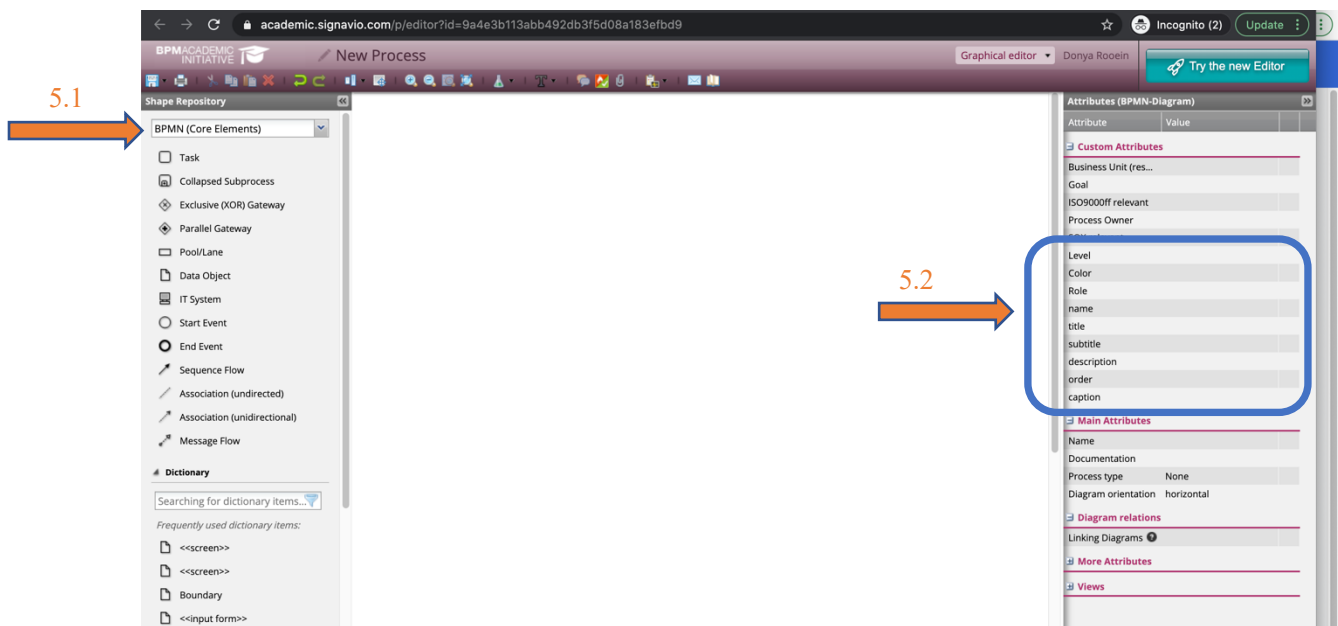 academic.signavio.com/p/editor?id=9a4e3b113abb492db3f5d08a183efbd9
Incognito (2)
Update
BPMACADEMIC
INITIATIVE
New Process
Graphical editor
Donya Rooein
Try the new Editor
5.1
Shape Repository
BPMN (Core Elements)
Task
Collapsed Subprocess
Exclusive (XOR) Gateway
Parallel Gateway
Pool/Lane
Data Object
IT System
Start Event
End Event
Sequence Flow
Association (undirected)
Association (unidirectional)
Message Flow
Dictionary
Searching for dictionary items...
Frequently used dictionary items:
<<screen>>
<<screen>>
Boundary
<<input form>>
5.2
Attributes (BPMN-Diagram)
Attribute Value
Custom Attributes
Business Unit (res...
Goal
ISO9000ff relevant
Process Owner
Level
Color
Role
name
title
subtitle
description
order
caption
Main Attributes
Name
Documentation
Process type None
Diagram orientation horizontal
Diagram relations
Linking Diagrams
More Attributes
Views